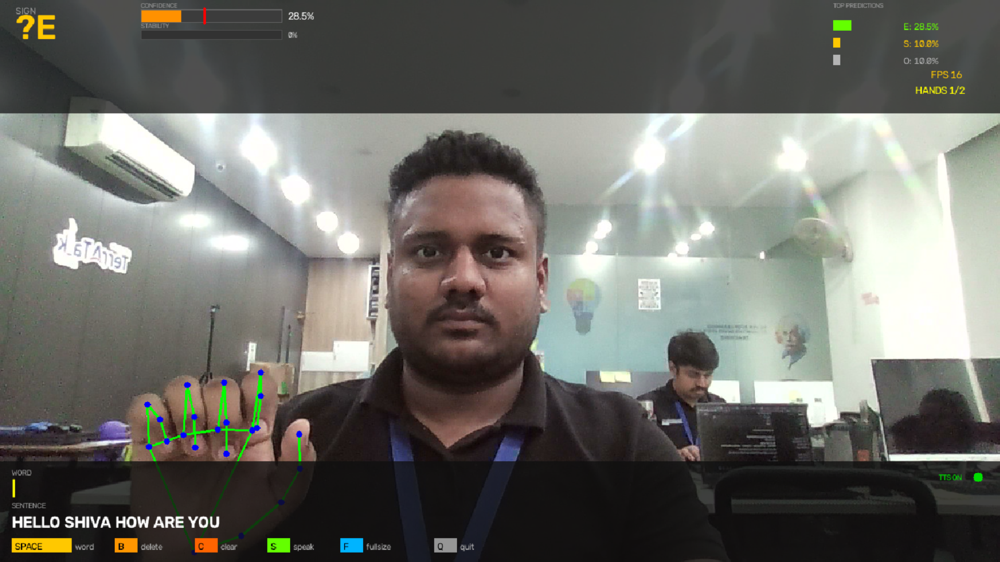 SIGN
?E
CONFIDENCE
28.5%
STABILITY
0%
TOP PREDICTIONS
E: 28.5%
S: 10.0%
O: 10.0%
FPS 16
HANDS 1/2
TerrATaLk
WORD
TTS ON
SENTENCE
HELLO SHIVA HOW ARE YOU
SPACE word B delete C clear S speak F fullsize Q quit